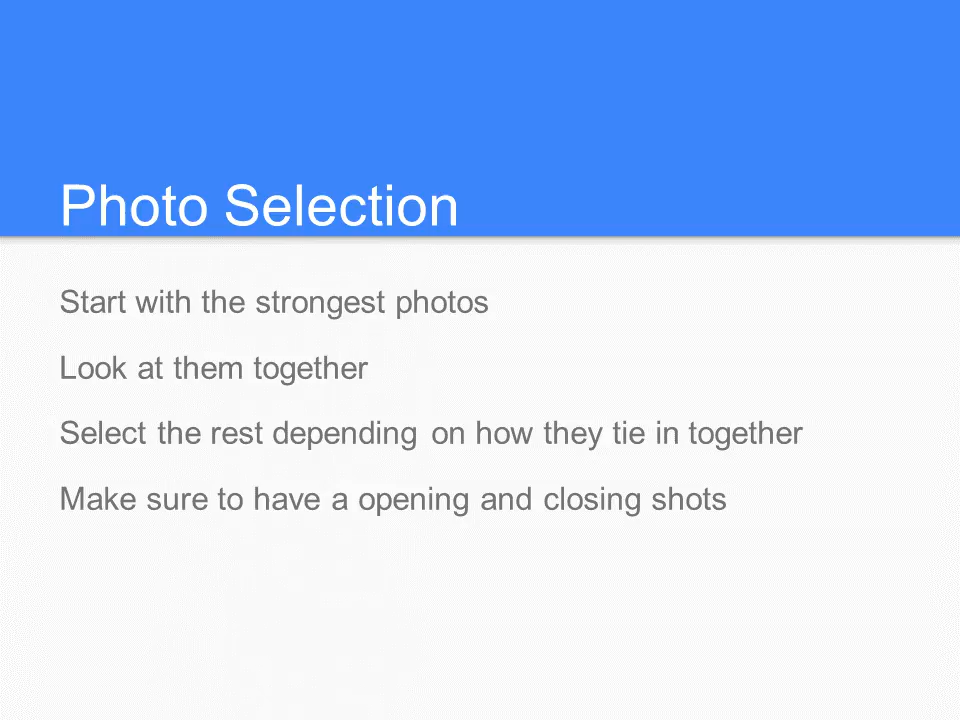 Photo Selection
Start with the strongest photos
Look at them together
Select the rest depending on how they tie in together
Make sure to have a opening and closing shots